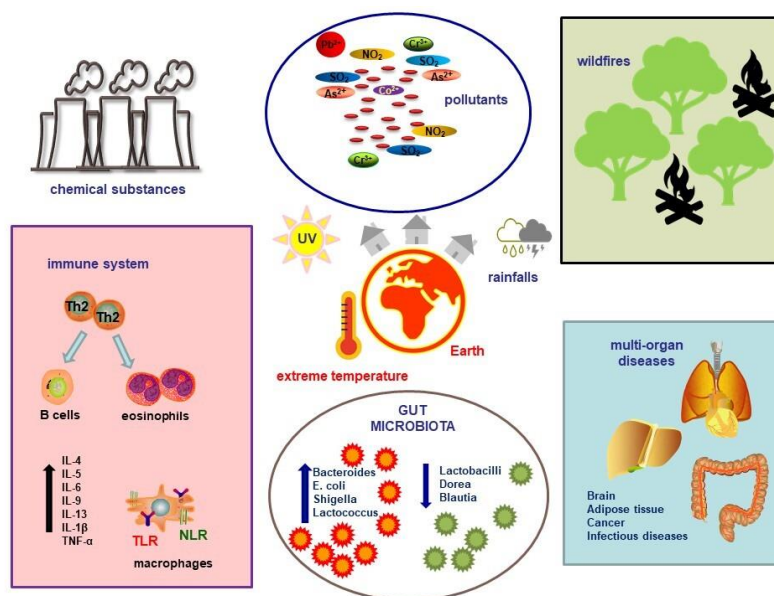 chemical substances
Pb²⁺
NO₂
Cr³⁺
SO₂
SO₂
As²⁺
As²⁺
Co²⁺
pollutants
NO₂
SO₂
Cr³⁺
wildfires
immune system
Th2
Th2
B cells
eosinophils
IL-4
IL-5
IL-6
IL-9
IL-13
IL-1β
TNF-α
TLR
NLR
macrophages
UV
rainfalls
Earth
extreme temperature
GUT
MICROBIOTA
Bacteroides
E. coli
Shigella
Lactococcus
Lactobacilli
Dorea
Blautia
multi-organ
diseases
Brain
Adipose tissue
Cancer
Infectious diseases